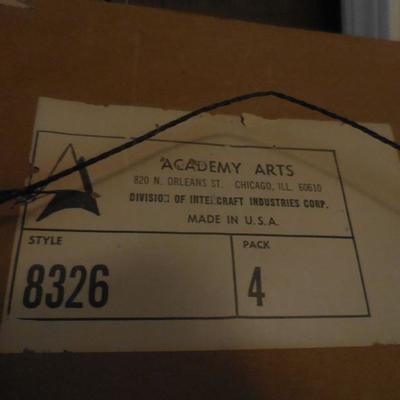 ACADEMY ARTS
820 N. ORLEANS ST. CHICAGO, ILL. 60610
DIVISION OF INTERCRAFT INDUSTRIES CORP.
MADE IN U.S.A.
STYLE PACK
8326 4